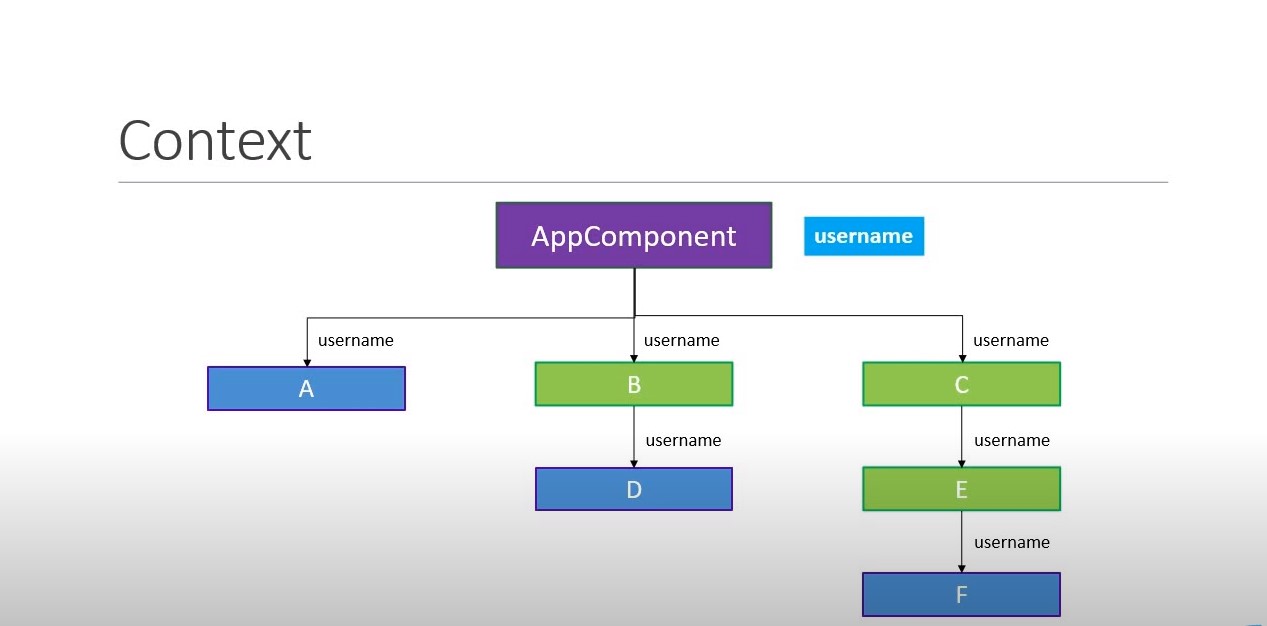 Context
AppComponent
username
username
username
username
A
B
C
username
username
D
E
username
F